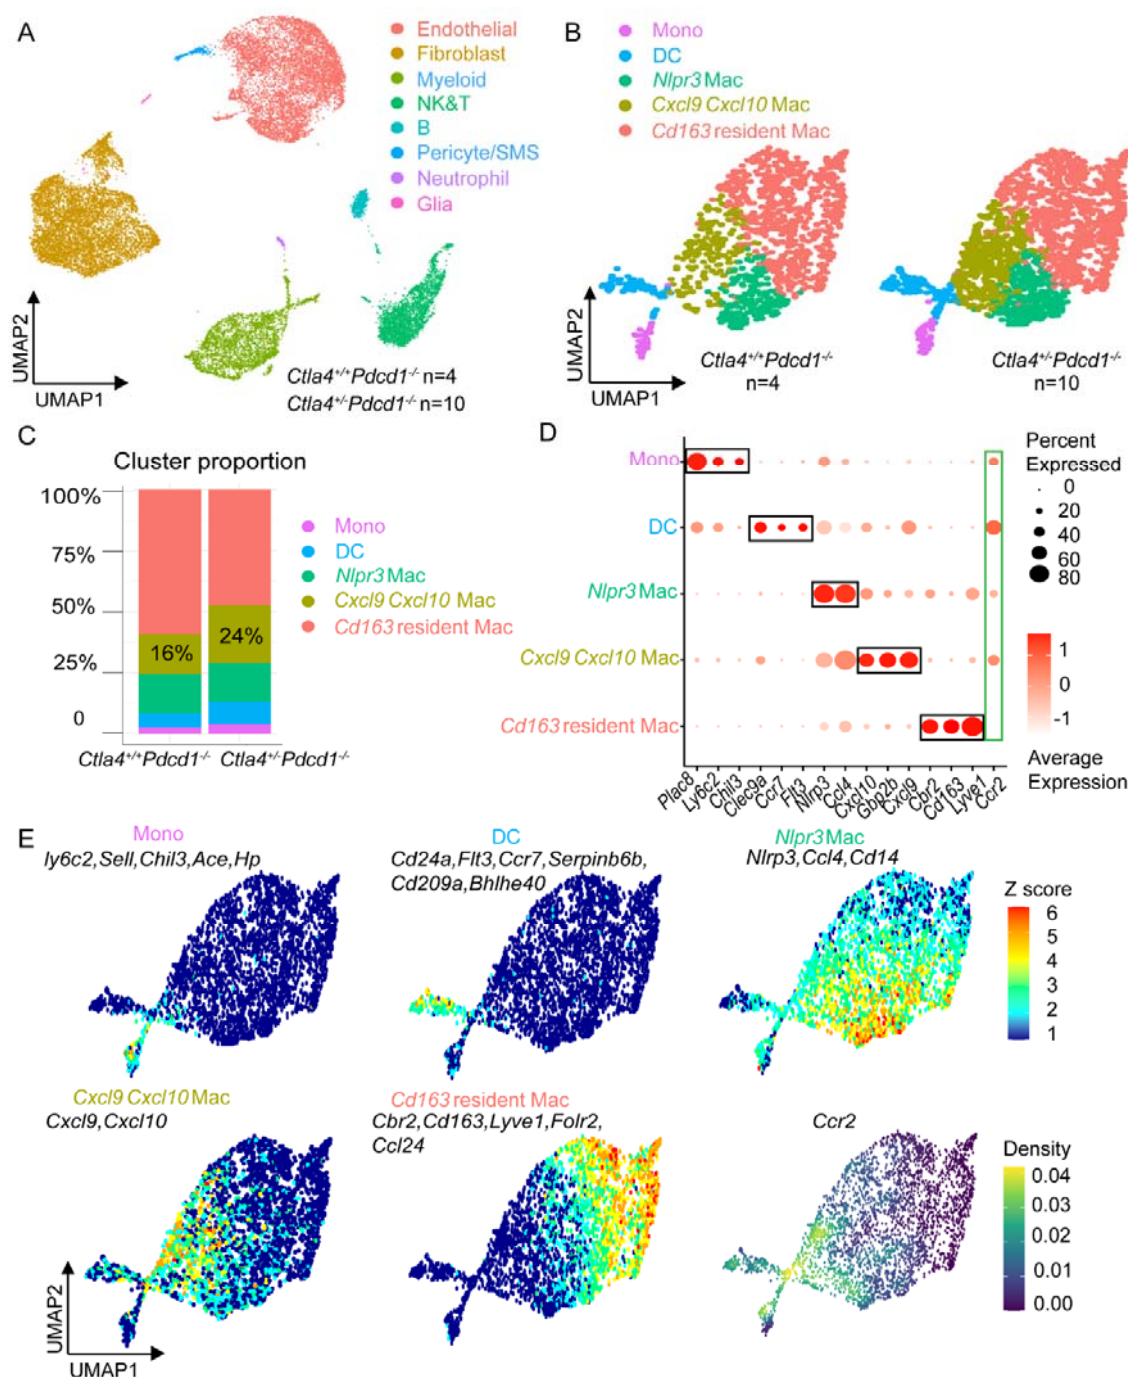 A
Endothelial
Fibroblast
Myeloid
NK&T
B
Pericyte/SMS
Neutrophil
Glia
UMAP2
UMAP1
Ctla4+/+Pdcd1-/- n=4
Ctla4+/-Pdcd1-/- n=10
B
Mono
DC
Nlpr3 Mac
Cxcl9 Cxcl10 Mac
Cd163 resident Mac
UMAP2
UMAP1
Ctla4+/+Pdcd1-/-
n=4
Ctla4+/-Pdcd1-/-
n=10
C
Cluster proportion
100%
75%
50%
25%
0
16%
24%
Ctla4+/+Pdcd1-/- Ctla4+/-Pdcd1-/-
Mono
DC
Nlpr3 Mac
Cxcl9 Cxcl10 Mac
Cd163 resident Mac
D
Mono
DC
Nlpr3 Mac
Cxcl9 Cxcl10 Mac
Cd163 resident Mac
Plac8
Ly6c2
Chil3
Clec9a
Ccr7
Flt3
Nlrp3
Ccl4
Cxcl10
Gbp2b
Cxcl9
Cbr2
Cd163
Lyve1
Ccr2
Percent
Expressed
0
20
40
60
80
1
0
-1
Average
Expression
E
Mono
ly6c2,Sell,Chil3,Ace,Hp
DC
Cd24a,Flt3,Ccr7,Serpinb6b,
Cd209a,Bhlhe40
Nlpr3 Mac
Nlrp3,Ccl4,Cd14
Z score
6
5
4
3
2
1
Cxcl9 Cxcl10 Mac
Cxcl9,Cxcl10
Cd163 resident Mac
Cbr2,Cd163,Lyve1,Folr2,
Ccl24
Ccr2
Density
0.04
0.03
0.02
0.01
0.00
UMAP2
UMAP1